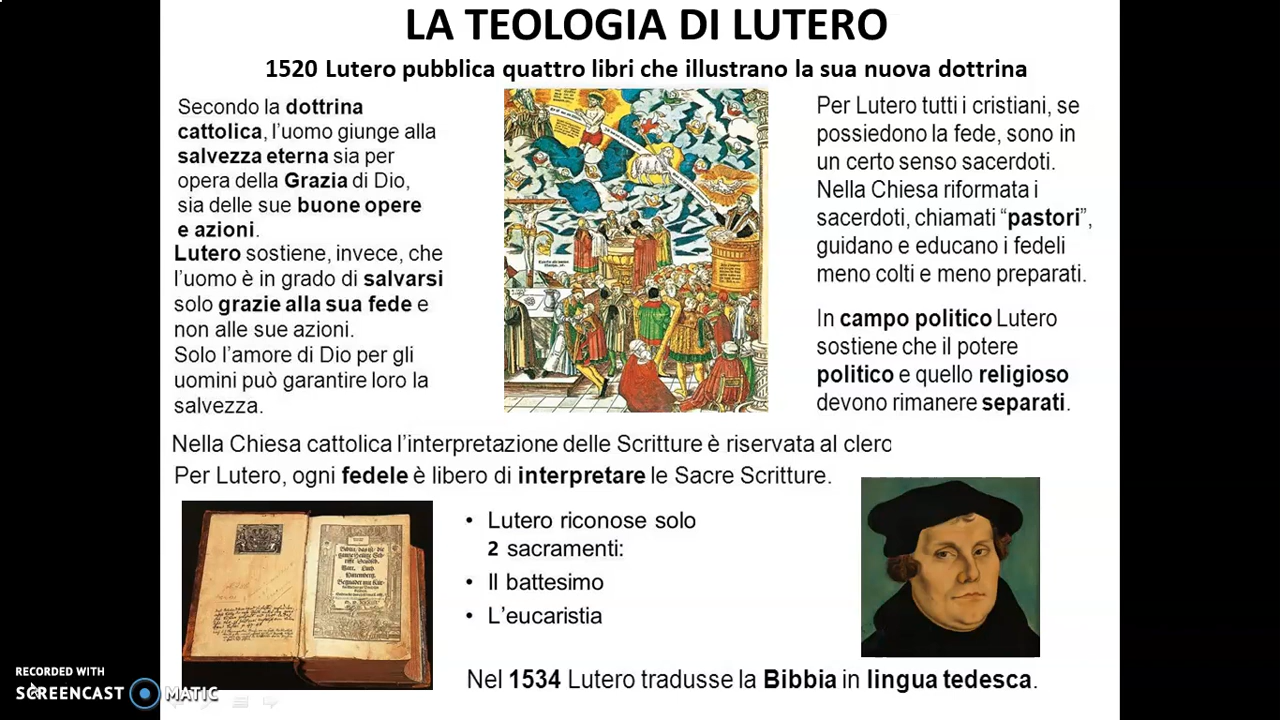 LA TEOLOGIA DI LUTERO
1520 Lutero pubblica quattro libri che illustrano la sua nuova dottrina
Secondo la dottrina
cattolica, l'uomo giunge alla
salvezza eterna sia per
opera della Grazia di Dio,
sia delle sue buone opere
e azioni.
Lutero sostiene, invece, che
l'uomo è in grado di salvarsi
solo grazie alla sua fede e
non alle sue azioni.
Solo l'amore di Dio per gli
uomini può garantire loro la
salvezza.
Per Lutero tutti i cristiani, se
possiedono la fede, sono in
un certo senso sacerdoti.
Nella Chiesa riformata i
sacerdoti, chiamati “pastori”,
guidano e educano i fedeli
meno colti e meno preparati.
In campo politico Lutero
sostiene che il potere
politico e quello religioso
devono rimanere separati.
Nella Chiesa cattolica l'interpretazione delle Scritture è riservata al clero
Per Lutero, ogni fedele è libero di interpretare le Sacre Scritture.
• Lutero riconose solo
2 sacramenti:
• Il battesimo
• L'eucaristia
Nel 1534 Lutero tradusse la Bibbia in lingua tedesca.
RECORDED WITH
SCREENCAST MATIC